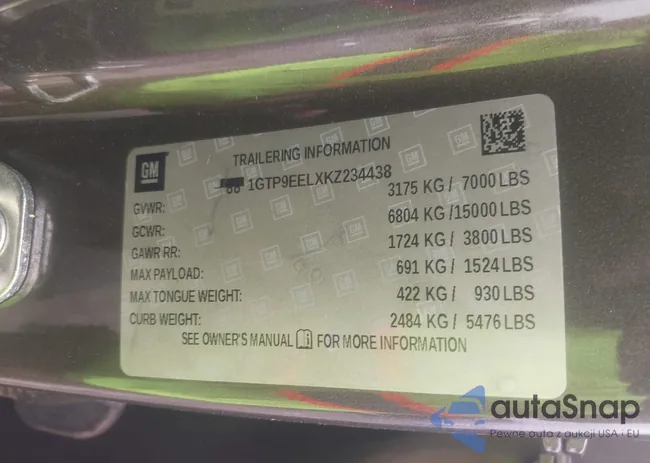 GM
TRAILERING INFORMATION
1GTP9EELXKZ234438
GVWR: 3175 KG / 7000 LBS
GCWR: 6804 KG /15000 LBS
GAWR RR: 1724 KG / 3800 LBS
MAX PAYLOAD: 691 KG / 1524 LBS
MAX TONGUE WEIGHT: 422 KG / 930 LBS
CURB WEIGHT: 2484 KG / 5476 LBS
SEE OWNER'S MANUAL FOR MORE INFORMATION
autaSnap
Pewne auta z aukcji USA i EU